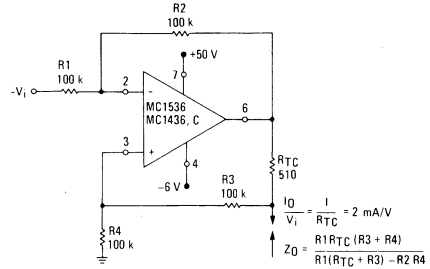 R2
100 k
+50 V
R1
100 k
7
-Vi
2
-
MC1536
MC1436, C
6
3
+
4
-6 V
RTC
510
R3
100 k
R4
100 k
IO/Vi = I/RTC = 2 mA/V
ZO = R1RTC (R3 + R4)/R1(RTC + R3) -R2 R4